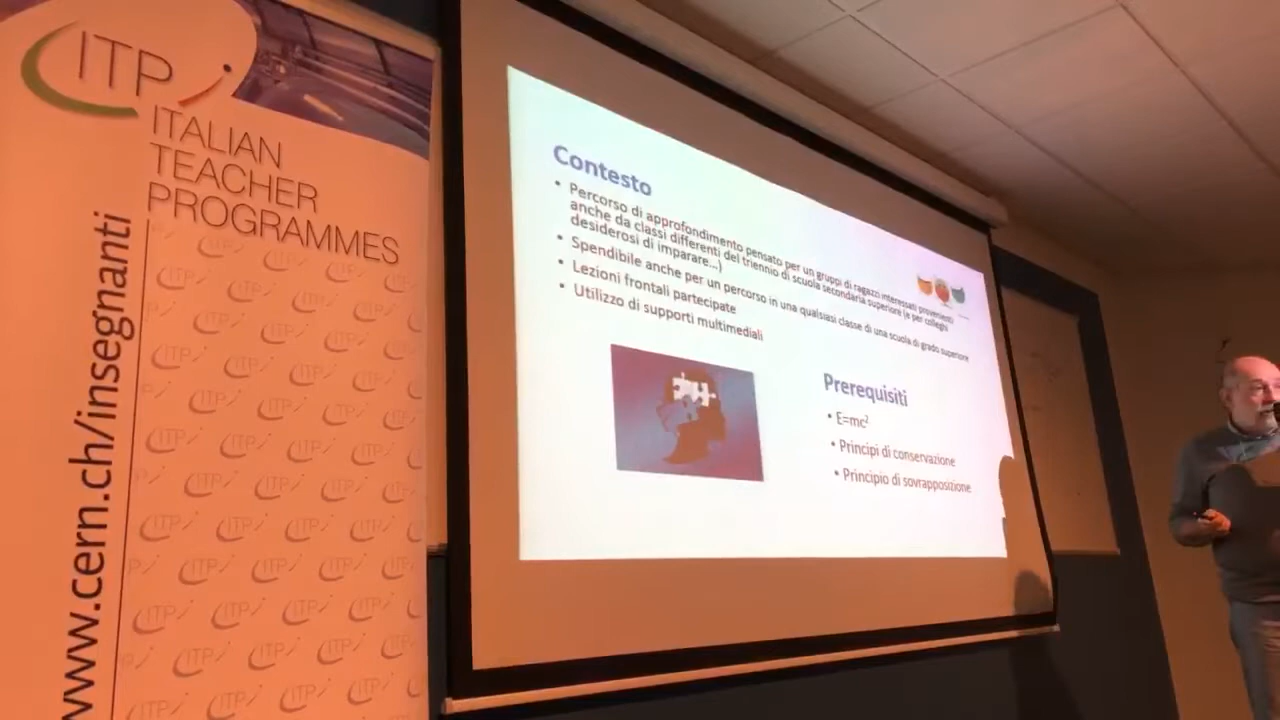 ITP
ITALIAN
TEACHER
PROGRAMMES
www.cern.ch/insegnanti
Contesto
• Percorso di approfondimento pensato per un gruppi di ragazzi interessati provenienti
anche da classi differenti del triennio di scuola secondaria superiore (e per colleghi
desiderosi di imparare...)
• Spendibile anche per un percorso in una qualsiasi classe di una scuola di grado superiore
• Lezioni frontali partecipate
• Utilizzo di supporti multimediali
Prerequisiti
• E=mc²
• Principi di conservazione
• Principio di sovrapposizione